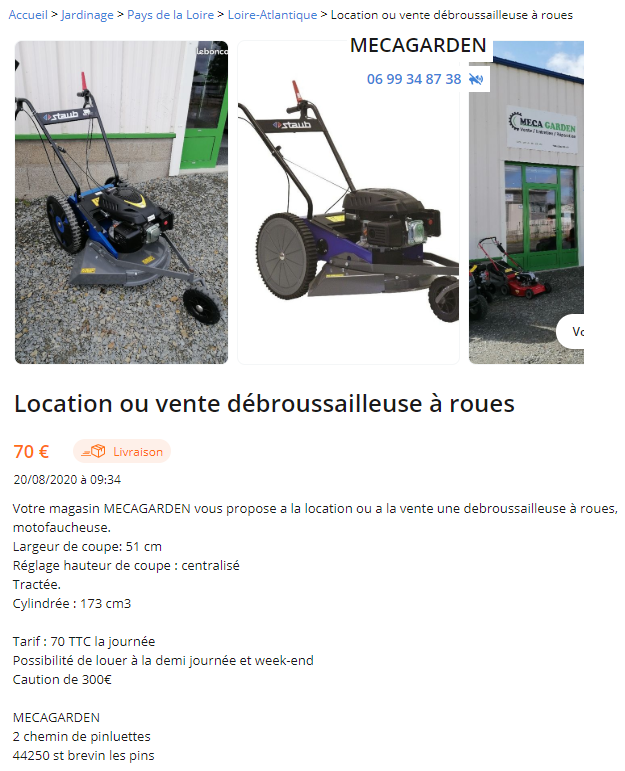 Accueil > Jardinage > Pays de la Loire > Loire-Atlantique > Location ou vente débroussailleuse à roues
MECAGARDEN
06 99 34 87 38
leboncо
staub
staub
MECA GARDEN
Vente / Entretien / Réparation
Vo
Location ou vente débroussailleuse à roues
70 €
Livraison
20/08/2020 à 09:34
Votre magasin MECAGARDEN vous propose a la location ou a la vente une debroussailleuse à roues,
motofaucheuse.
Largeur de coupe: 51 cm
Réglage hauteur de coupe : centralisé
Tractée.
Cylindrée : 173 cm3
Tarif : 70 TTC la journée
Possibilité de louer à la demi journée et week-end
Caution de 300€
MECAGARDEN
2 chemin de pinluettes
44250 st brevin les pins